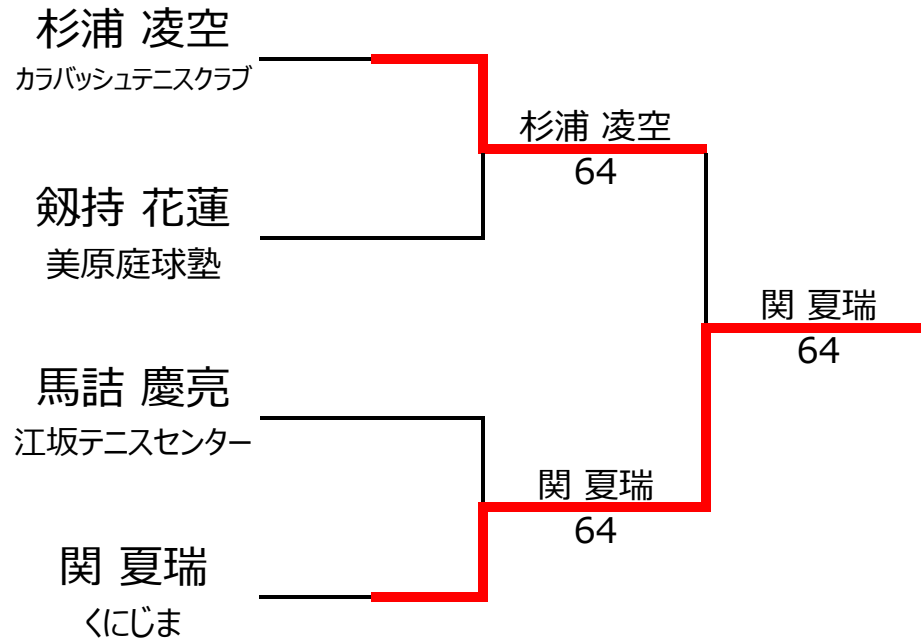 杉浦 凌空
カラバッシュテニスクラブ
杉浦 凌空
64
剱持 花蓮
美原庭球塾
関 夏瑞
64
馬詰 慶亮
江坂テニスセンター
関 夏瑞
64
関 夏瑞
くにじま